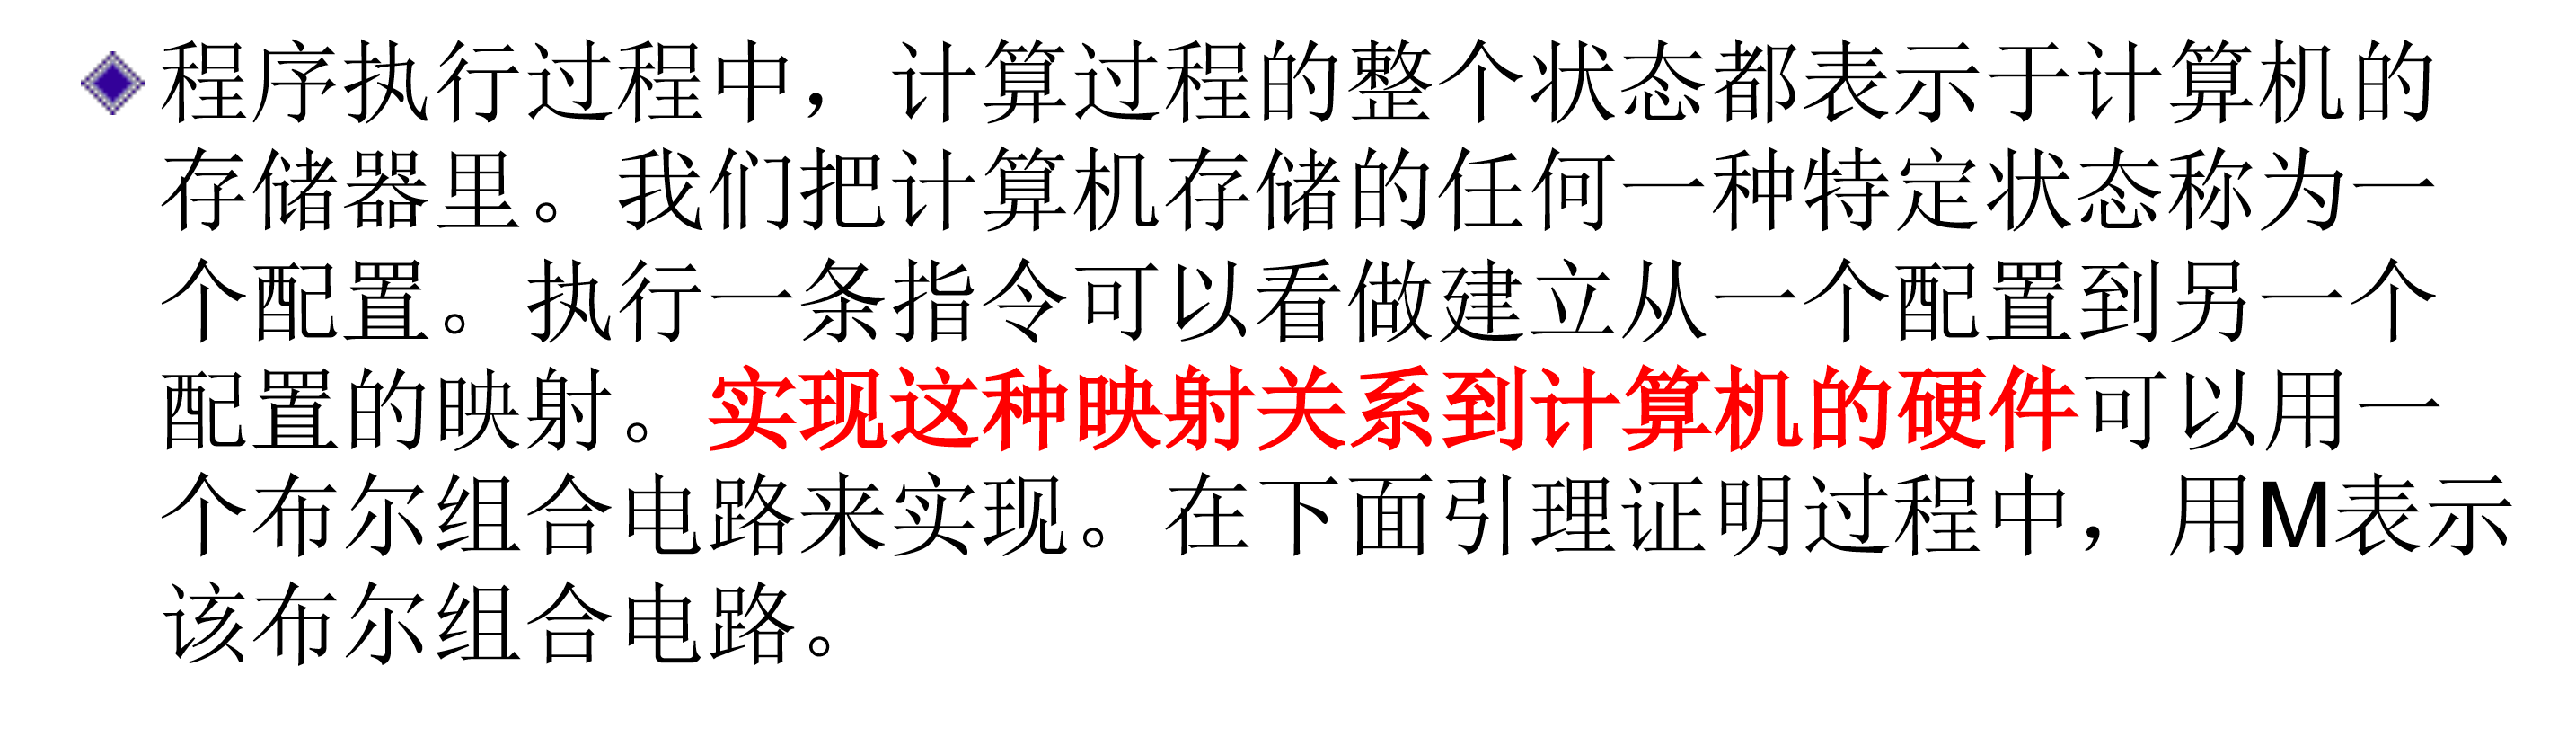 程序执行过程中，计算过程的整个状态都表示于计算机的
存储器里。我们把计算机存储的任何一种特定状态称为一
个配置。执行一条指令可以看做建立从一个配置到另一个
配置的映射。实现这种映射关系到计算机的硬件可以用一
个布尔组合电路来实现。在下面引理证明过程中，用M表示
该布尔组合电路。